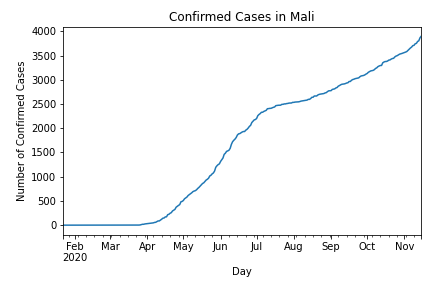 Confirmed Cases in Mali
Number of Confirmed Cases
4000
3500
3000
2500
2000
1500
1000
500
0
Feb Mar Apr May Jun Jul Aug Sep Oct Nov
2020
Day